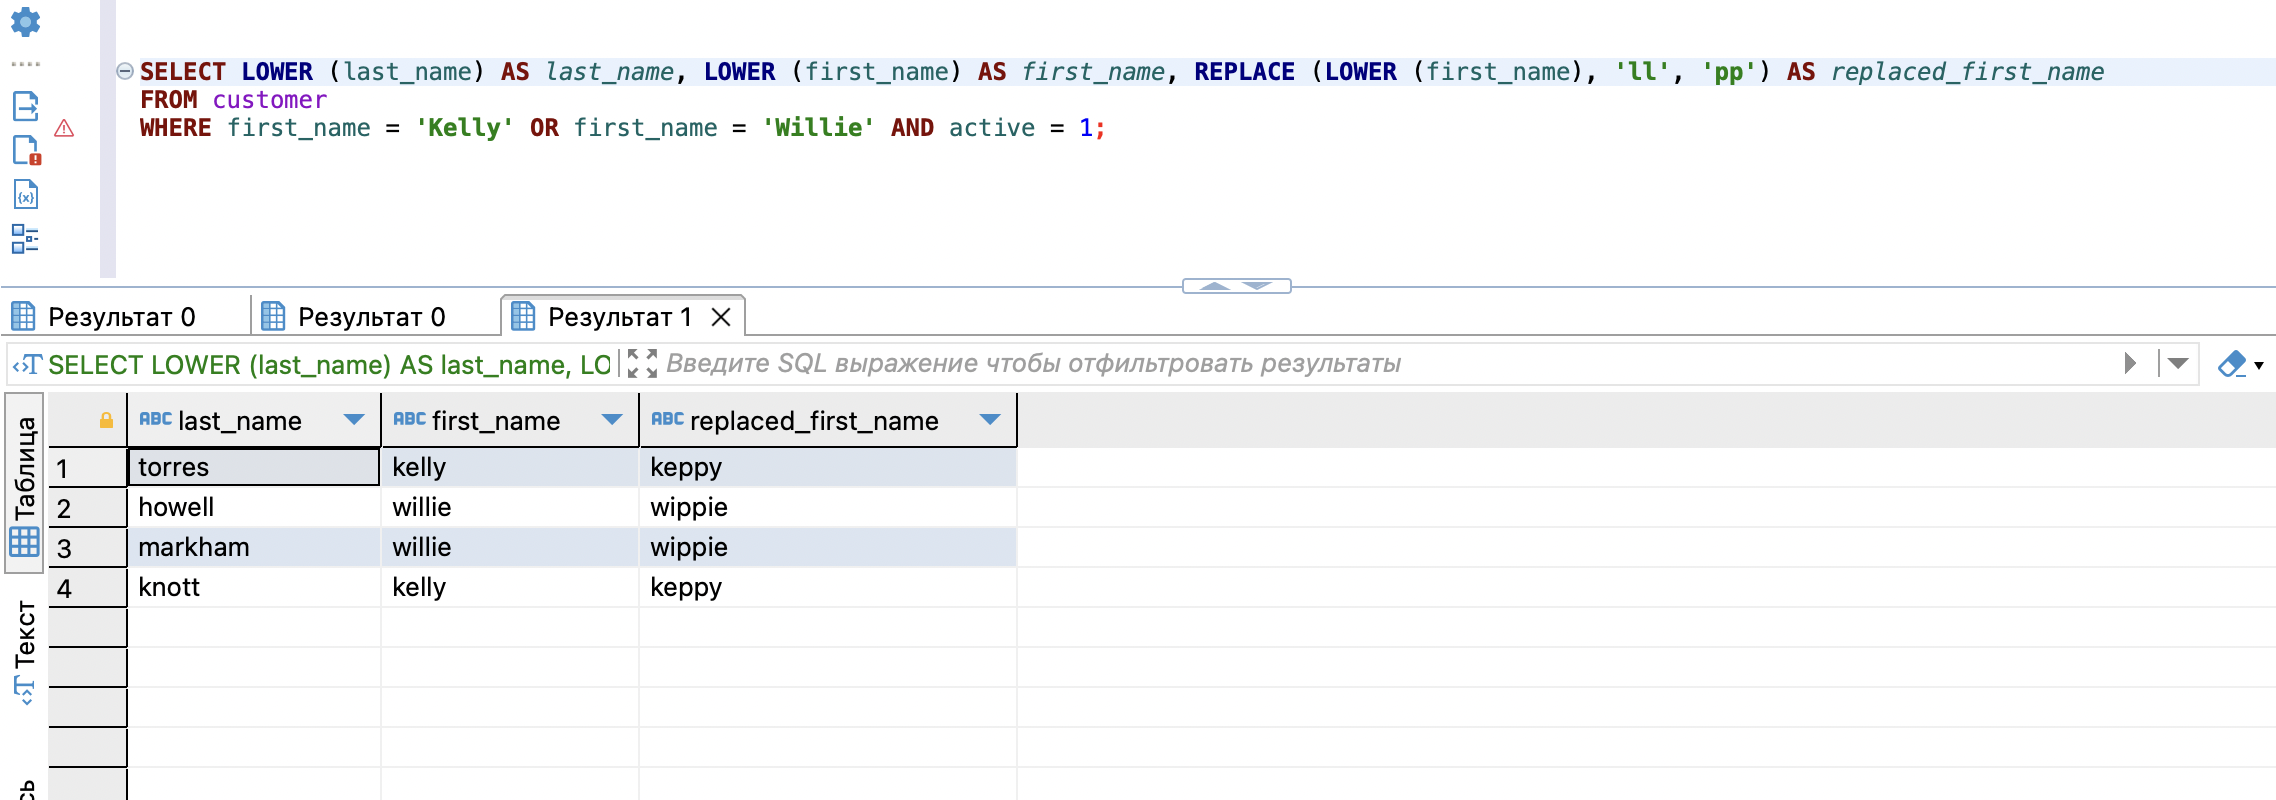 SELECT LOWER (last_name) AS last_name, LOWER (first_name) AS first_name, REPLACE (LOWER (first_name), 'll', 'pp') AS replaced_first_name
FROM customer
WHERE first_name = 'Kelly' OR first_name = 'Willie' AND active = 1;
Результат 0 Результат 0 Результат 1
SELECT LOWER (last_name) AS last_name, LO Введите SQL выражение чтобы отфильтровать результаты
ABC last_name ABC first_name ABC replaced_first_name
1 torres kelly keppy
2 howell willie wippie
3 markham willie wippie
4 knott kelly keppy
Таблица
Текст